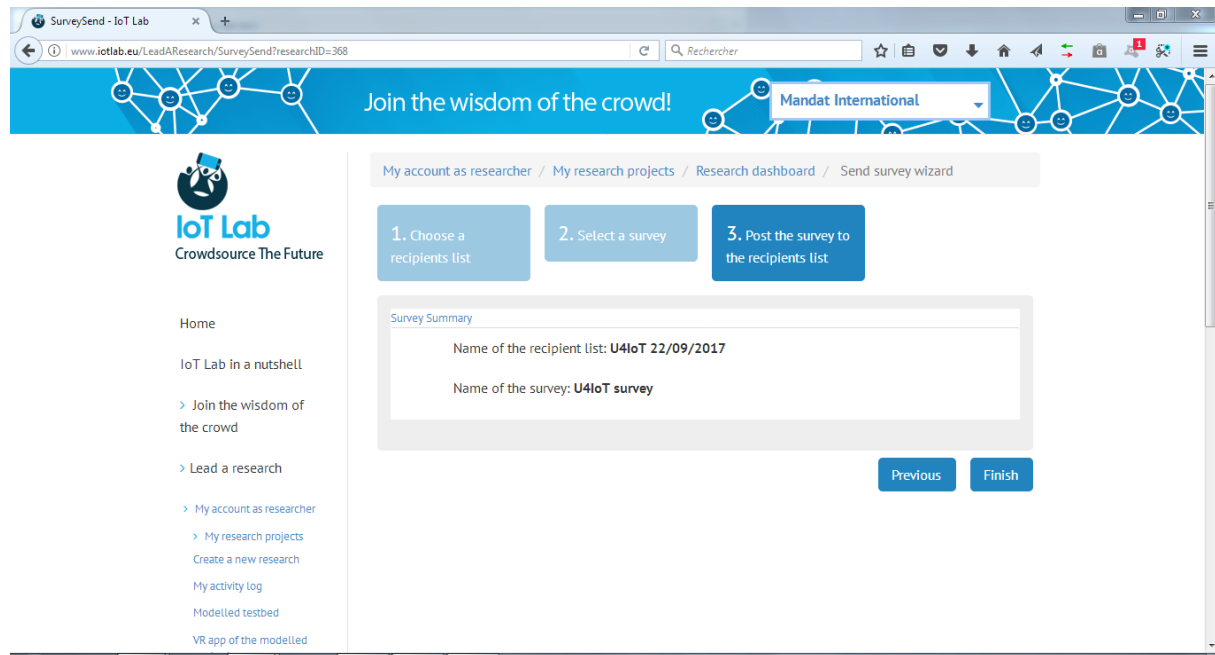 SurveySend - IoT Lab
www.iotlab.eu/LeadAResearch/SurveySend?researchID=368
Rechercher
1
Join the wisdom of the crowd!
Mandat International
IoT Lab
Crowdsource The Future
My account as researcher / My research projects / Research dashboard / Send survey wizard
1. Choose a
recipients list
2. Select a survey
3. Post the survey to
the recipients list
Survey Summary
Name of the recipient list: U4IoT 22/09/2017
Name of the survey: U4IoT survey
Previous
Finish
Home
IoT Lab in a nutshell
> Join the wisdom of
the crowd
> Lead a research
> My account as researcher
> My research projects
Create a new research
My activity log
Modelled testbed
VR app of the modelled